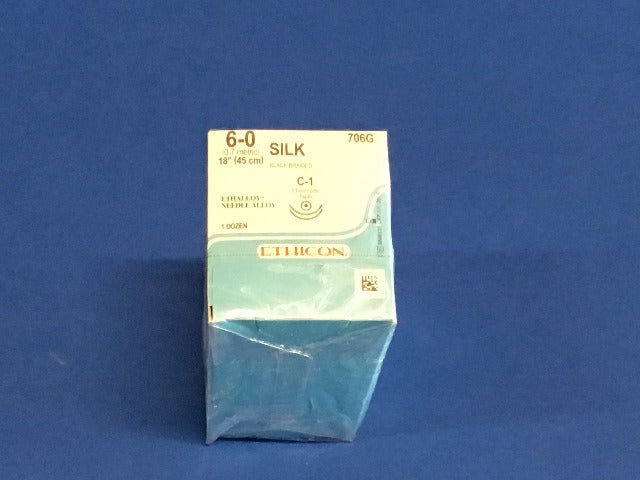 6-0 SILK 706G
(0.7 metric)
18" (45 cm) BLACK BRAIDED
C-1
ETHALLOY*
NEEDLE ALLOY
1 DOZEN
ETHICON